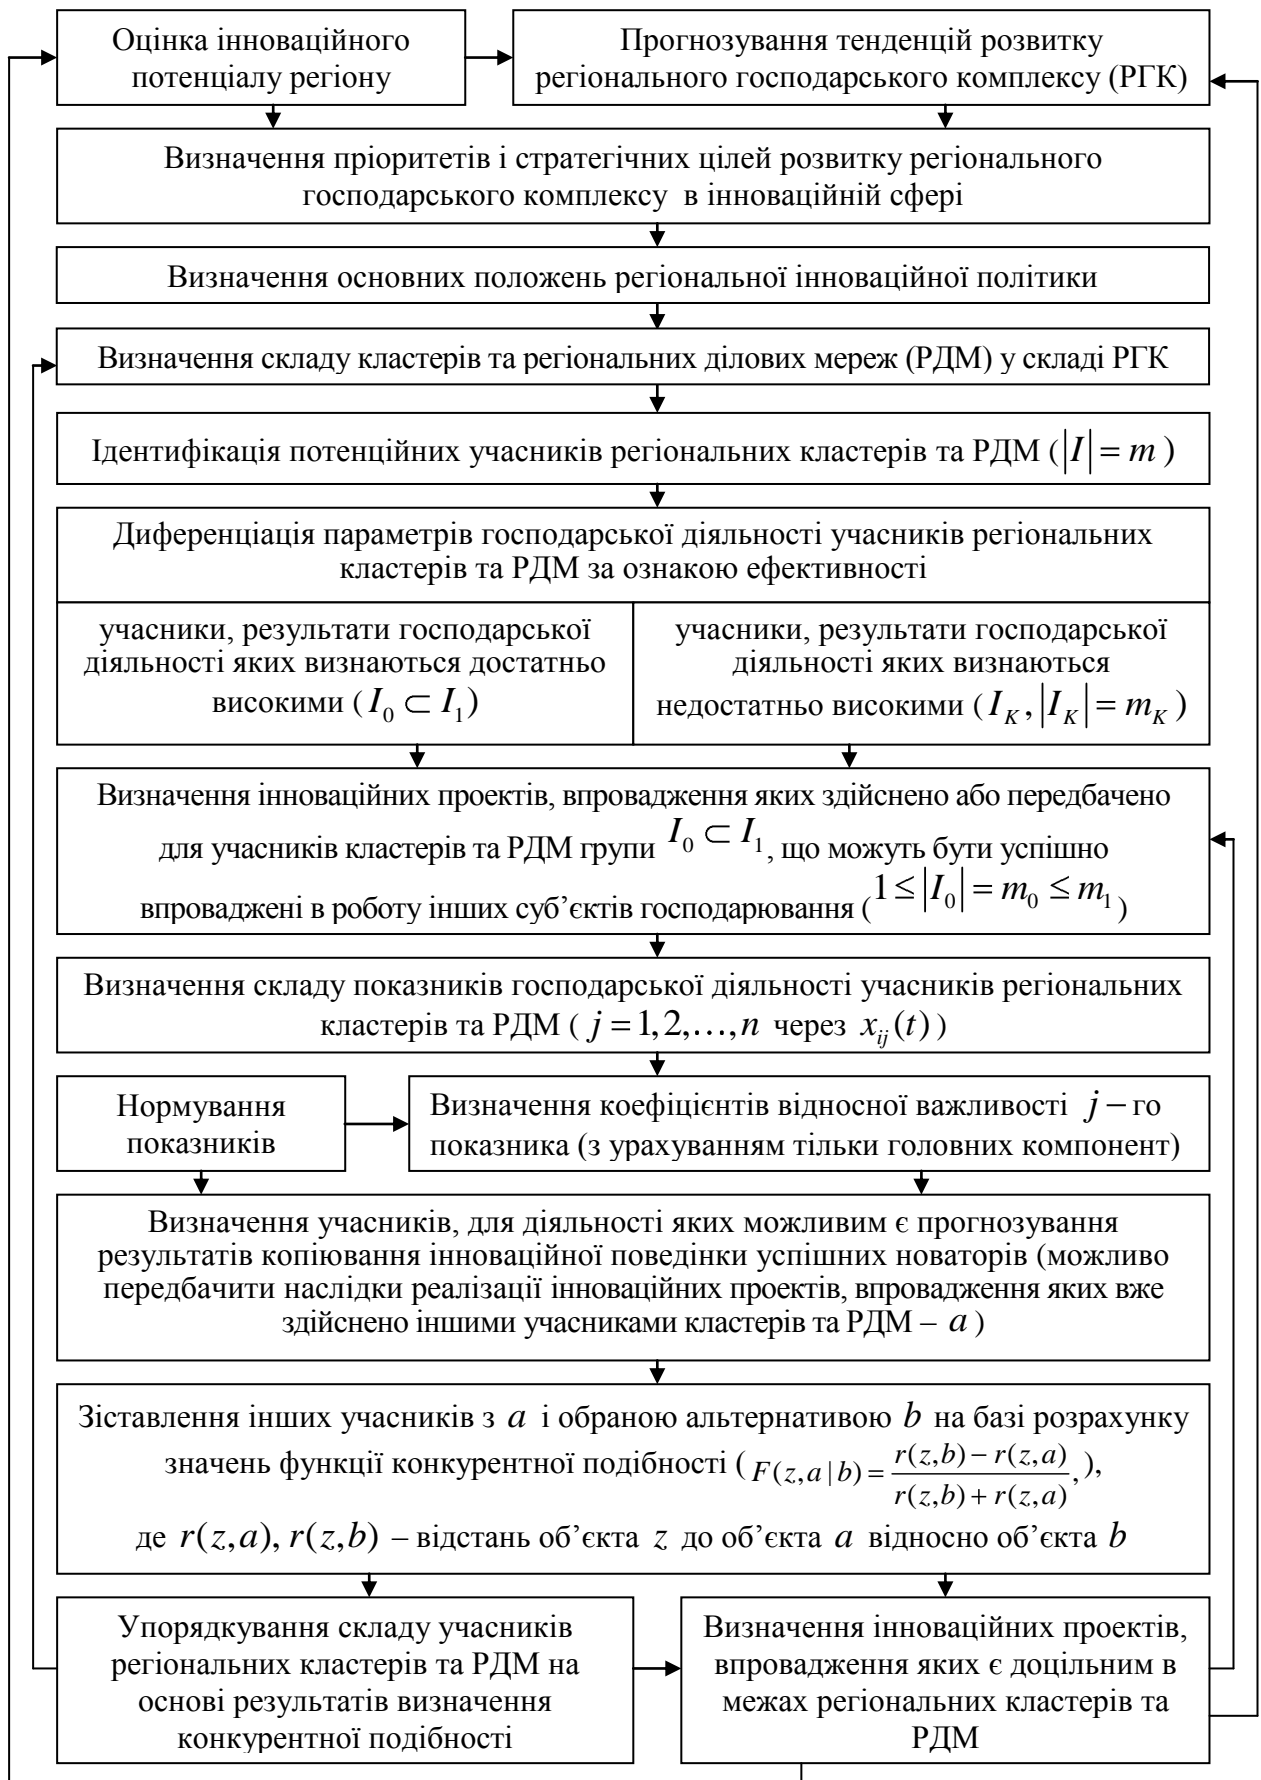 Оцінка інноваційного
потенціалу регіону
Прогнозування тенденцій розвитку
регіонального господарського комплексу (РГК)
Визначення пріоритетів і стратегічних цілей розвитку регіонального
господарського комплексу в інноваційній сфері
Визначення основних положень регіональної інноваційної політики
Визначення складу кластерів та регіональних ділових мереж (РДМ) у складі РГК
Ідентифікація потенційних учасників регіональних кластерів та РДМ (|I| = m)
Диференціація параметрів господарської діяльності учасників регіональних
кластерів та РДМ за ознакою ефективності
учасники, результати господарської
діяльності яких визнаються достатньо
високими (I₀ ⊂ I₁)
учасники, результати господарської
діяльності яких визнаються
недостатньо високими (I_K, |I_K| = m_K)
Визначення інноваційних проектів, впровадження яких здійснено або передбачено
для учасників кластерів та РДМ групи I₀ ⊂ I₁, що можуть бути успішно
впроваджені в роботу інших суб’єктів господарювання (1 ≤ |I₀| = m₀ ≤ m₁)
Визначення складу показників господарської діяльності учасників регіональних
кластерів та РДМ (j = 1, 2, …, n через x_ij(t))
Нормування
показників
Визначення коефіцієнтів відносної важливості j – го
показника (з урахуванням тільки головних компонент)
Визначення учасників, для діяльності яких можливим є прогнозування
результатів копіювання інноваційної поведінки успішних новаторів (можливо
передбачити наслідки реалізації інноваційних проектів, впровадження яких вже
здійснено іншими учасниками кластерів та РДМ – a)
Зіставлення інших учасників з a і обраною альтернативою b на базі розрахунку
значень функції конкурентної подібності (F(z,a|b) = (r(z,b) − r(z,a))/(r(z,b) + r(z,a)),),
де r(z,a), r(z,b) – відстань об’єкта z до об’єкта a відносно об’єкта b
Упорядкування складу учасників
регіональних кластерів та РДМ на
основі результатів визначення
конкурентної подібності
Визначення інноваційних проектів,
впровадження яких є доцільним в
межах регіональних кластерів та
РДМ